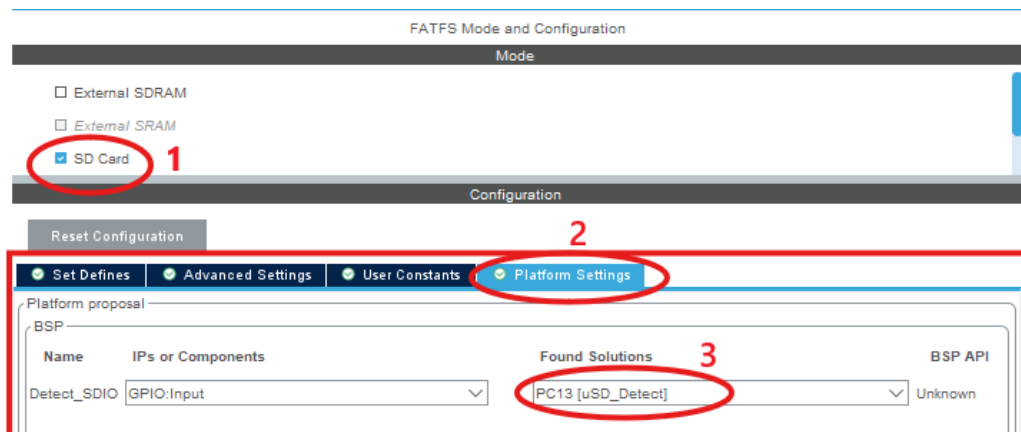 FATFS Mode and Configuration
Mode
External SDRAM
External SRAM
SD Card 1
Configuration
Reset Configuration
2
Set Defines Advanced Settings User Constants Platform Settings
Platform proposal
BSP
Name IPs or Components Found Solutions 3 BSP API
Detect_SDIO GPIO:Input PC13 [uSD_Detect] Unknown